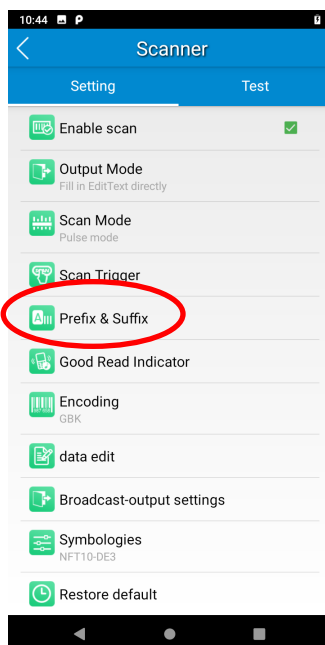 10:44
Scanner
Setting
Test
Enable scan
Output Mode
Fill in EditText directly
Scan Mode
Pulse mode
Scan Trigger
Prefix & Suffix
Good Read Indicator
Encoding
GBK
data edit
Broadcast-output settings
Symbologies
NFT10-DE3
Restore default